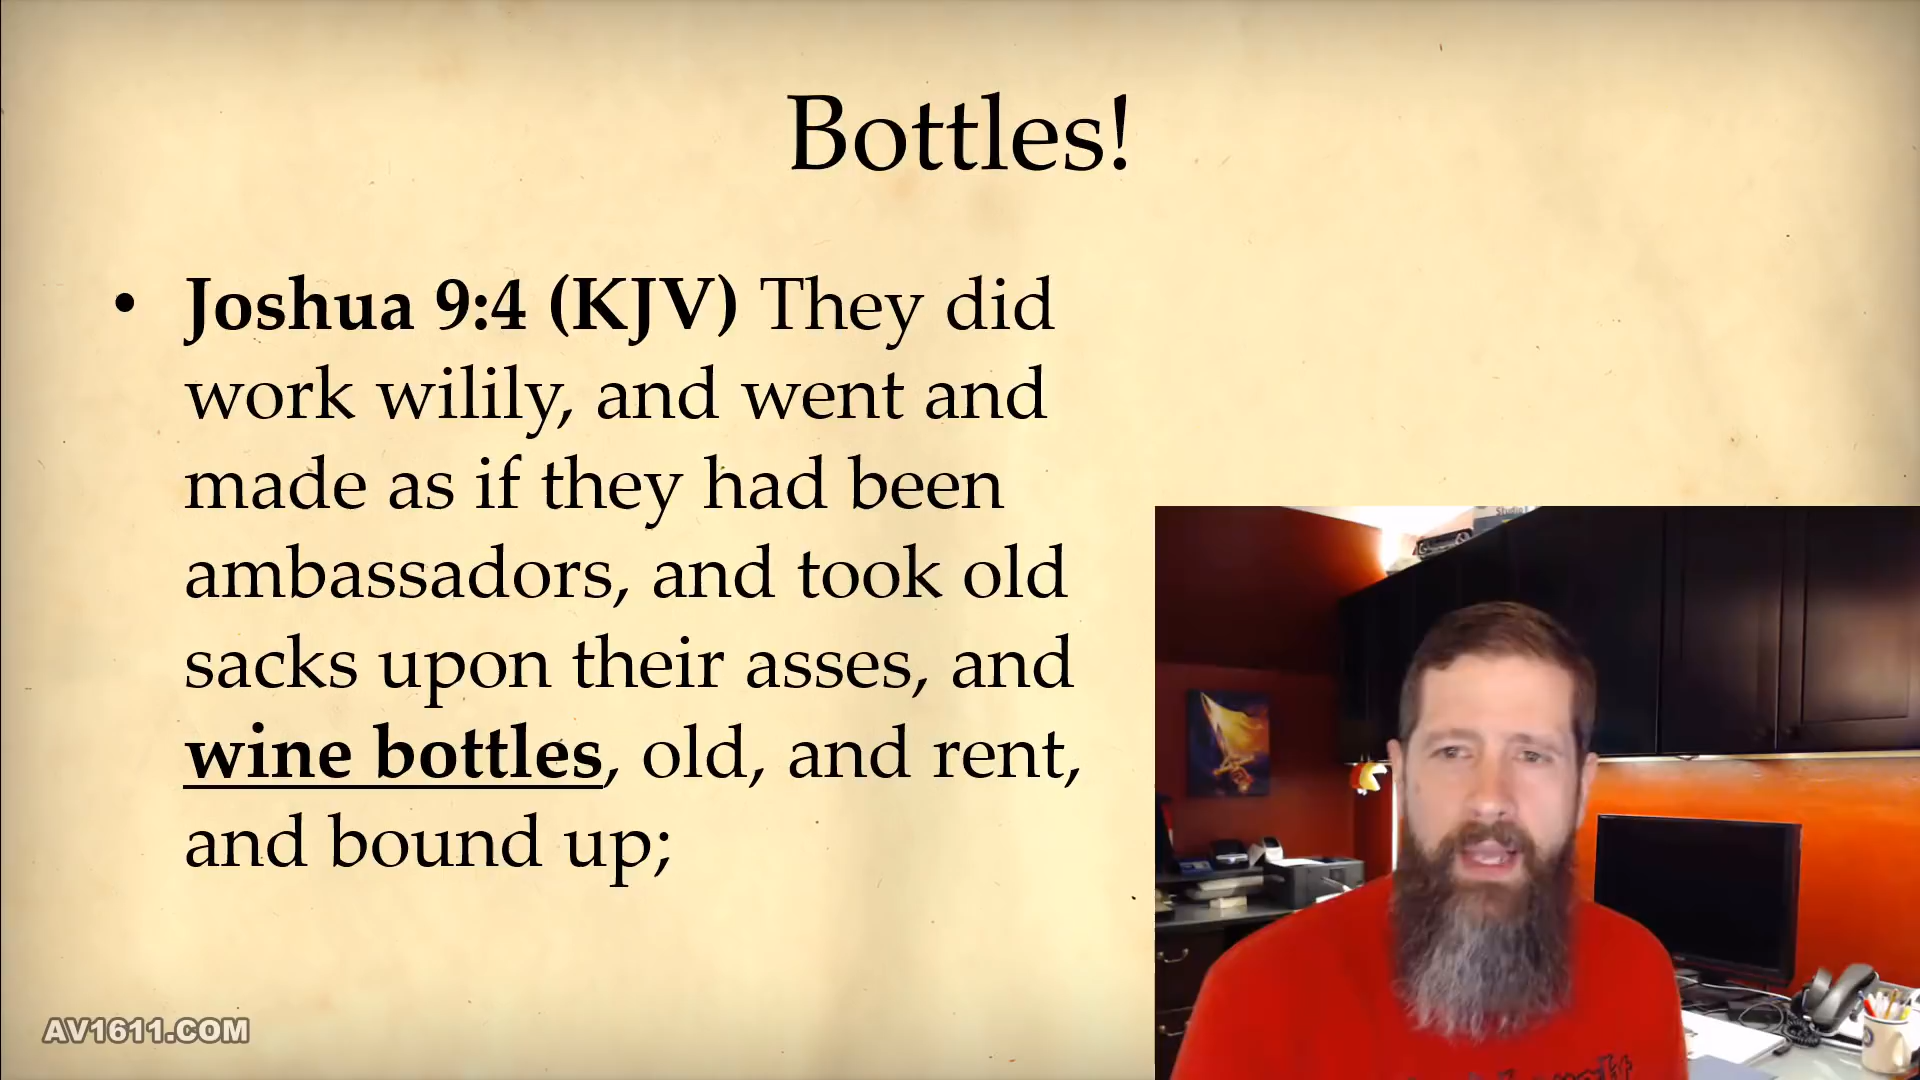 Bottles!
• Joshua 9:4 (KJV) They did
work wilily, and went and
made as if they had been
ambassadors, and took old
sacks upon their asses, and
wine bottles, old, and rent,
and bound up;
AV1611.COM